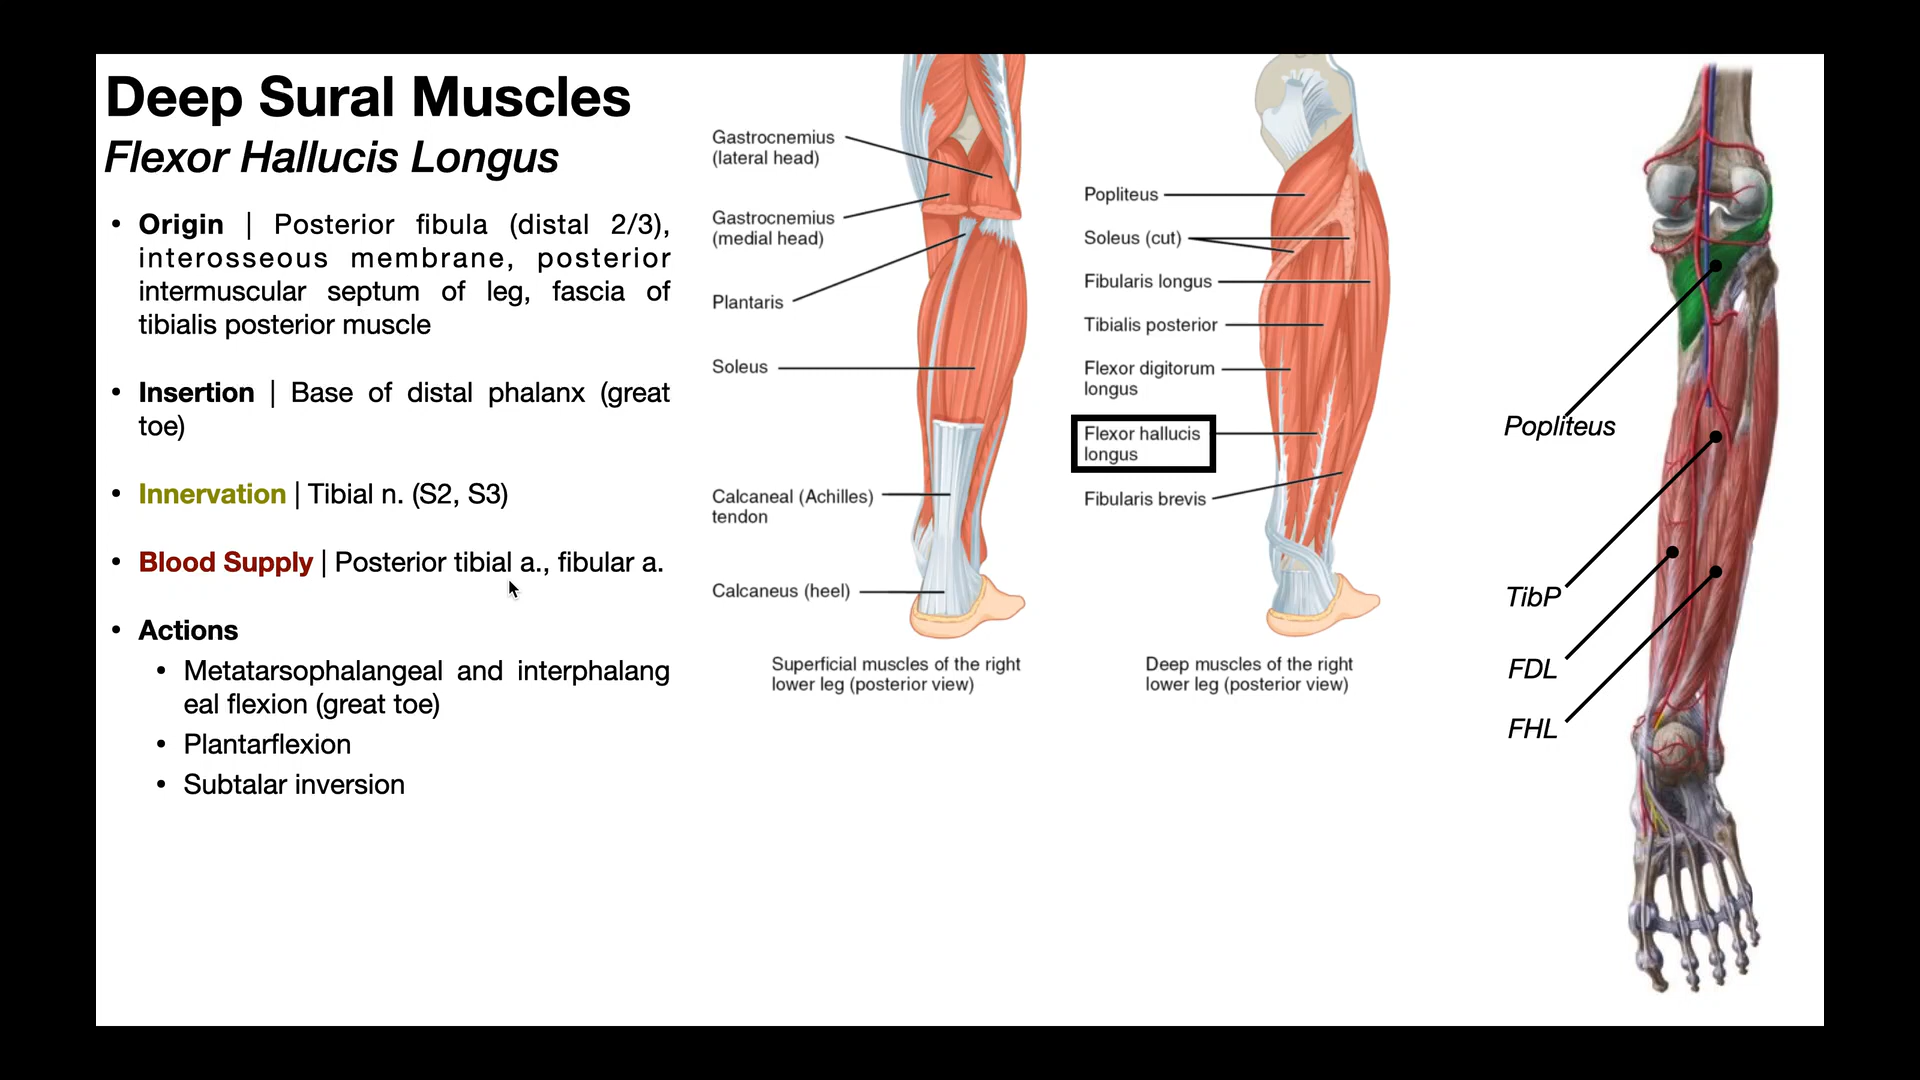 Deep Sural Muscles
Flexor Hallucis Longus
• Origin | Posterior fibula (distal 2/3),
interosseous membrane, posterior
intermuscular septum of leg, fascia of
tibialis posterior muscle
• Insertion | Base of distal phalanx (great
toe)
• Innervation | Tibial n. (S2, S3)
• Blood Supply | Posterior tibial a., fibular a.
• Actions
• Metatarsophalangeal and interphalang
eal flexion (great toe)
• Plantarflexion
• Subtalar inversion
Gastrocnemius
(lateral head)
Gastrocnemius
(medial head)
Plantaris
Soleus
Calcaneal (Achilles)
tendon
Calcaneus (heel)
Superficial muscles of the right
lower leg (posterior view)
Popliteus
Soleus (cut)
Fibularis longus
Tibialis posterior
Flexor digitorum
longus
Flexor hallucis
longus
Fibularis brevis
Deep muscles of the right
lower leg (posterior view)
Popliteus
TibP
FDL
FHL